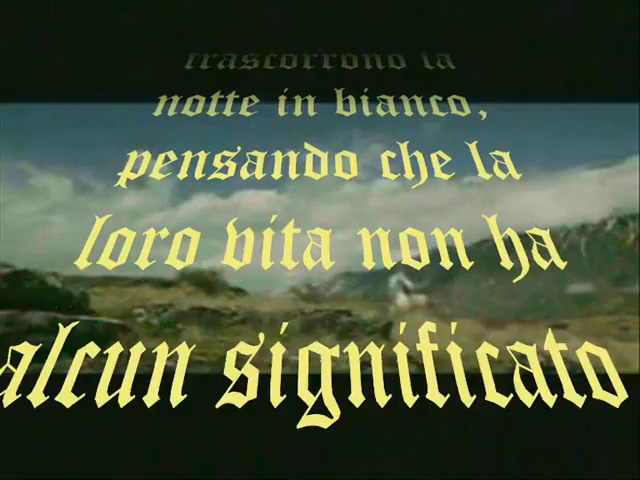 trascorrono la
notte in bianco,
pensando che la
loro vita non ha
alcun significato